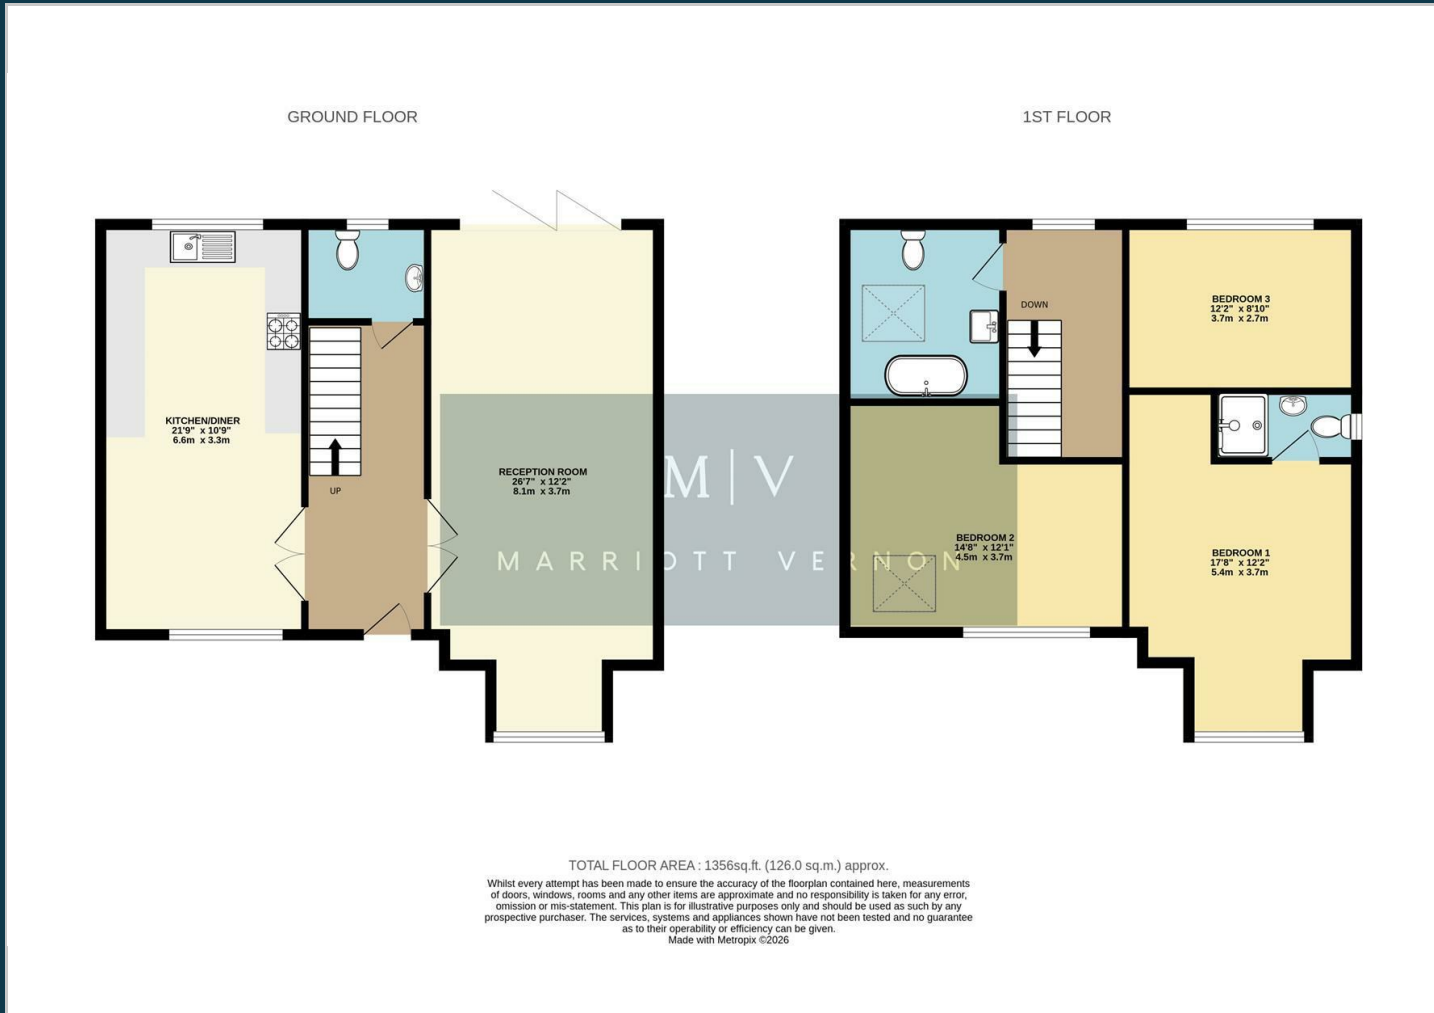 GROUND FLOOR
1ST FLOOR
KITCHEN/DINER
21'9" x 10'9"
6.6m x 3.3m
UP
RECEPTION ROOM
26'7" x 12'2"
8.1m x 3.7m
DOWN
BEDROOM 3
12'2" x 8'10"
3.7m x 2.7m
BEDROOM 2
14'8" x 12'1"
4.5m x 3.7m
BEDROOM 1
17'8" x 12'2"
5.4m x 3.7m
M|V
MARRIOTT VERNON
TOTAL FLOOR AREA : 1356sq.ft. (126.0 sq.m.) approx.
Whilst every attempt has been made to ensure the accuracy of the floorplan contained here, measurements
of doors, windows, rooms and any other items are approximate and no responsibility is taken for any error,
omission or mis-statement. This plan is for illustrative purposes only and should be used as such by any
prospective purchaser. The services, systems and appliances shown have not been tested and no guarantee
as to their operability or efficiency can be given.
Made with Metropix ©2026